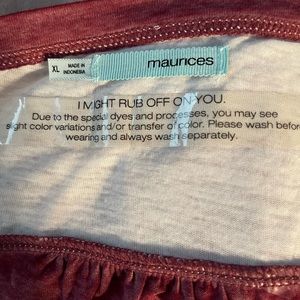 XL
MADE IN
INDONESIA
maurices
I MIGHT RUB OFF ON YOU.
Due to the special dyes and processes, you may see
slight color variations and/or transfer of color. Please wash before
wearing and always wash separately.